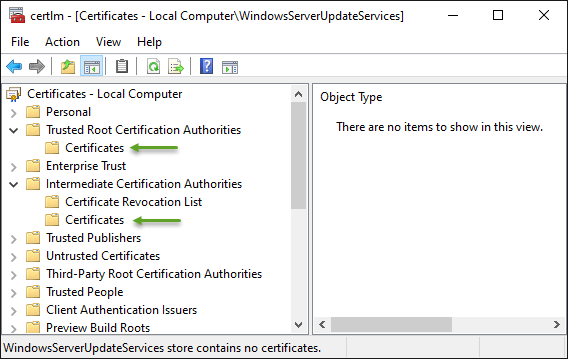 certlm - [Certificates - Local Computer\WindowsServerUpdateServices]
File Action View Help
Certificates - Local Computer
Personal
Trusted Root Certification Authorities
Certificates
Enterprise Trust
Intermediate Certification Authorities
Certificate Revocation List
Certificates
Trusted Publishers
Untrusted Certificates
Third-Party Root Certification Authorities
Trusted People
Client Authentication Issuers
Preview Build Roots
Object Type
There are no items to show in this view.
WindowsServerUpdateServices store contains no certificates.